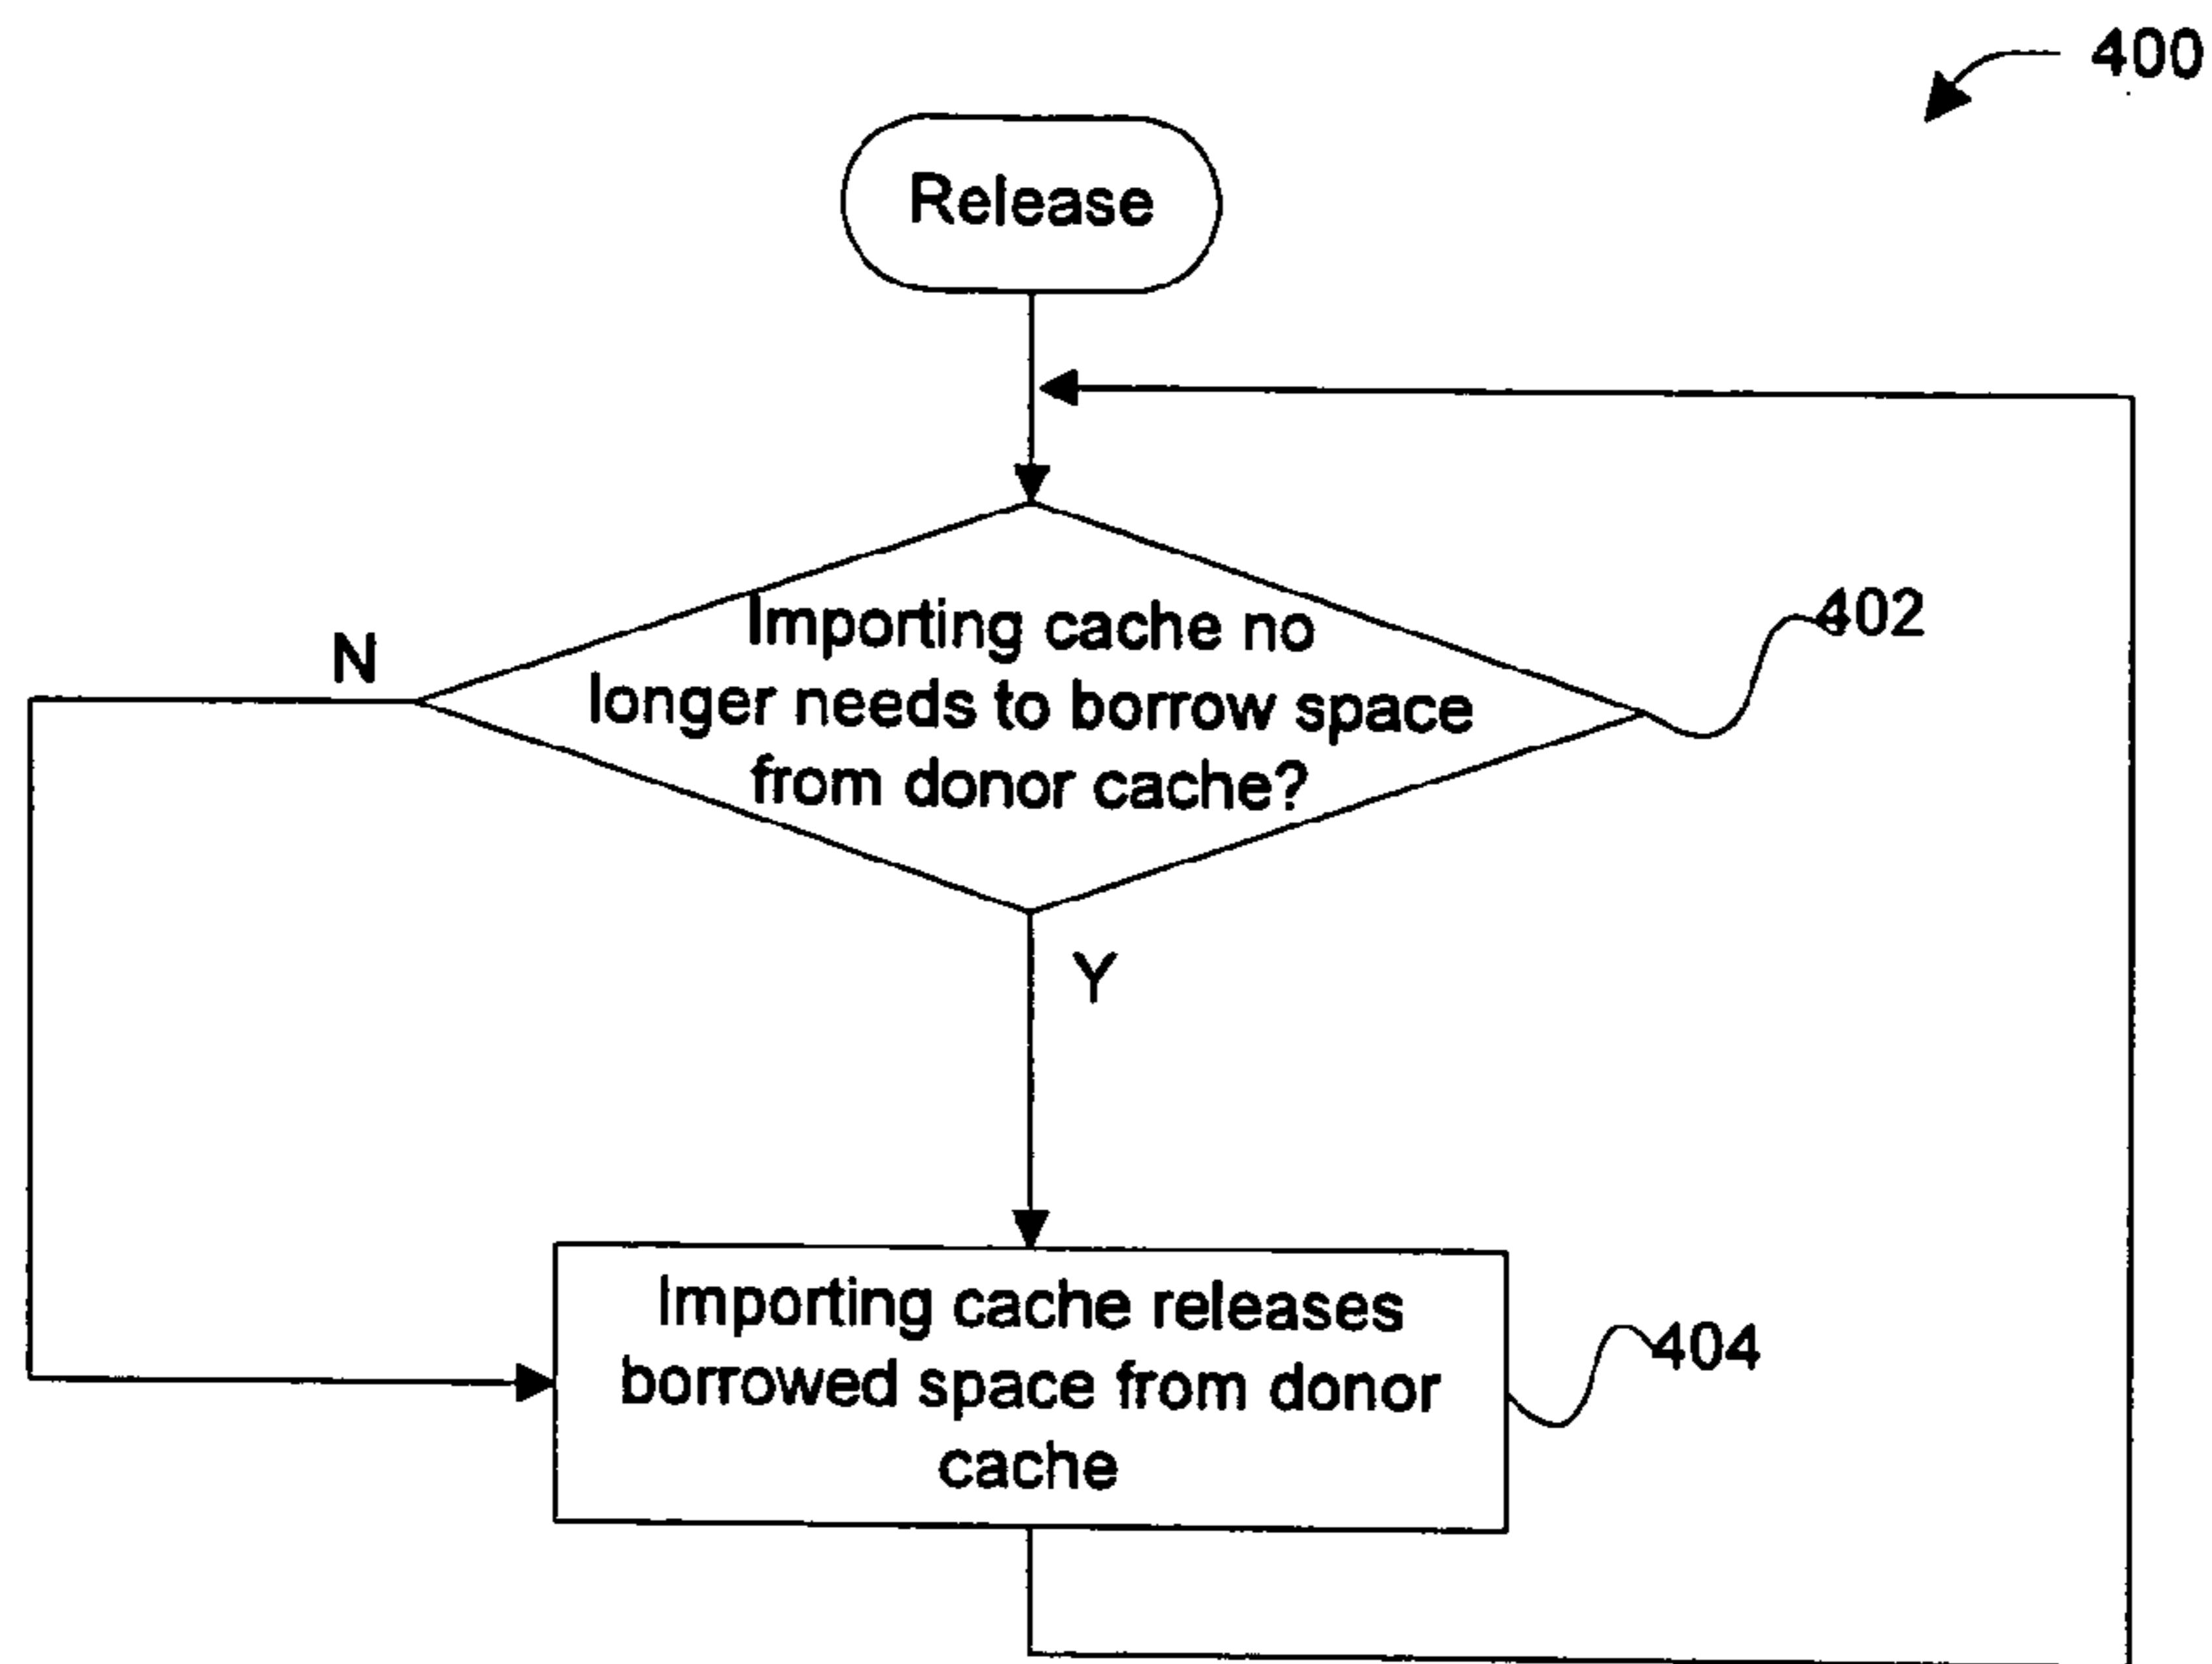 400
Release
Importing cache no
longer needs to borrow space
from donor cache?
402
N
Y
Importing cache releases
borrowed space from donor
cache
404